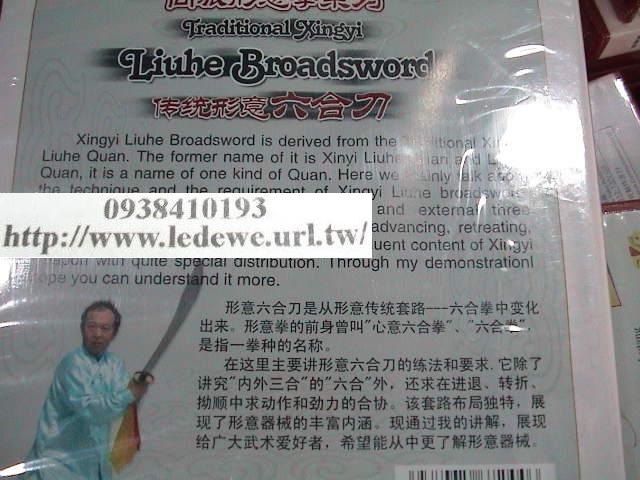 Traditional Xingyi
Liuhe Broadsword
传统形意六合刀
Xingyi Liuhe Broadsword is derived from the
Liuhe Quan. The former name of it is Xinyi Liuhe
Quan, it is a name of one kind of Quan. Here we
the technique and the requirement of Xingyi Liuhe broadsword
0938410193
and external three
http://www.ledewe.url.tw/
advancing, retreating,
content of Xingyi
with quite special distribution. Through my demonstrationI
hope you can understand it more.
形意六合刀是从形意传统套路---六合拳中变化
出来。形意拳的前身曾叫"心意六合拳"、"六合拳",
是指一拳种的名称。
在这里主要讲形意六合刀的练法和要求.它除了
讲究"内外三合"的"六合"外，还求在进退、转折、
拗顺中求动作和劲力的合协。该套路布局独特，展
现了形意器械的丰富内涵。现通过我的讲解，展现
给广大武术爱好者，希望能从中更了解形意器械。